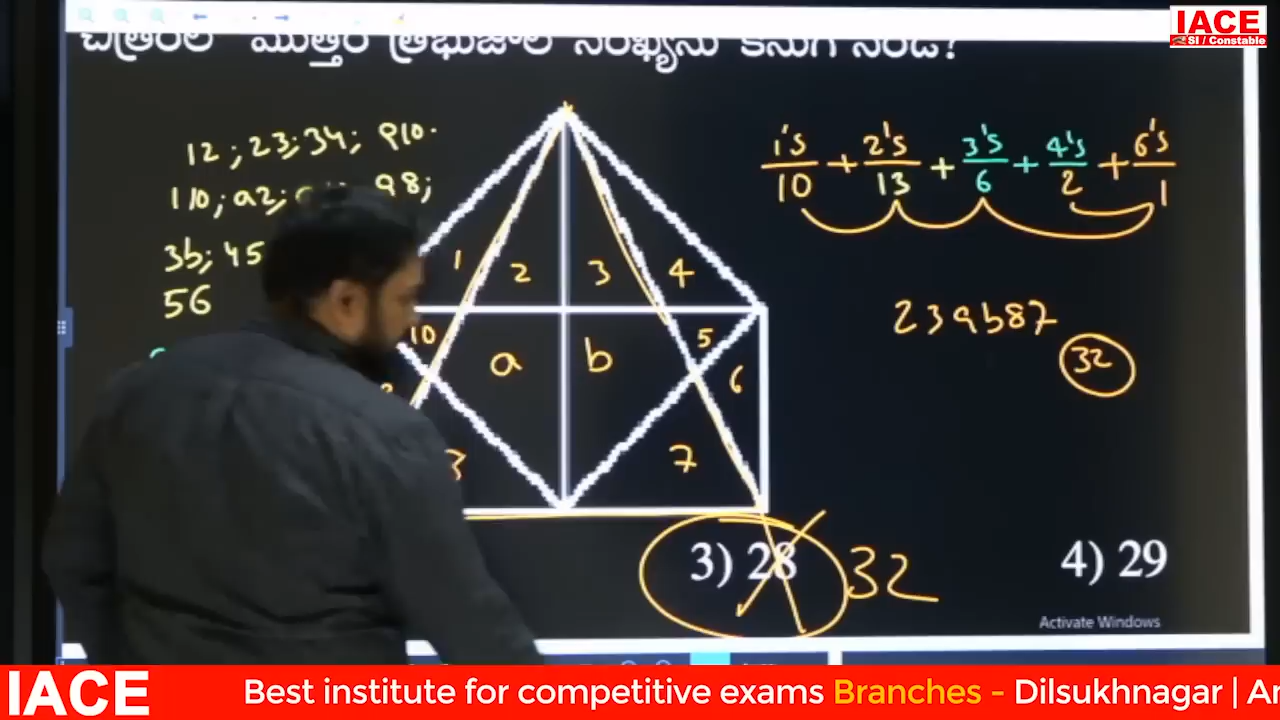 IACE
SI / Constable
మొత్తం త్రిభుజాల సంఖ్యను
12 ; 23; 34; 910.
1's/10 + 2's/13 + 3's/6 + 4's/2 + 6's/1
110; a2; 98;
3b; 45
56
1 2 3 4
239b87
32
10 a b 5
6
7
3) 28 32 4) 29
Activate Windows
IACE Best institute for competitive exams Branches - Dilsukhnagar |